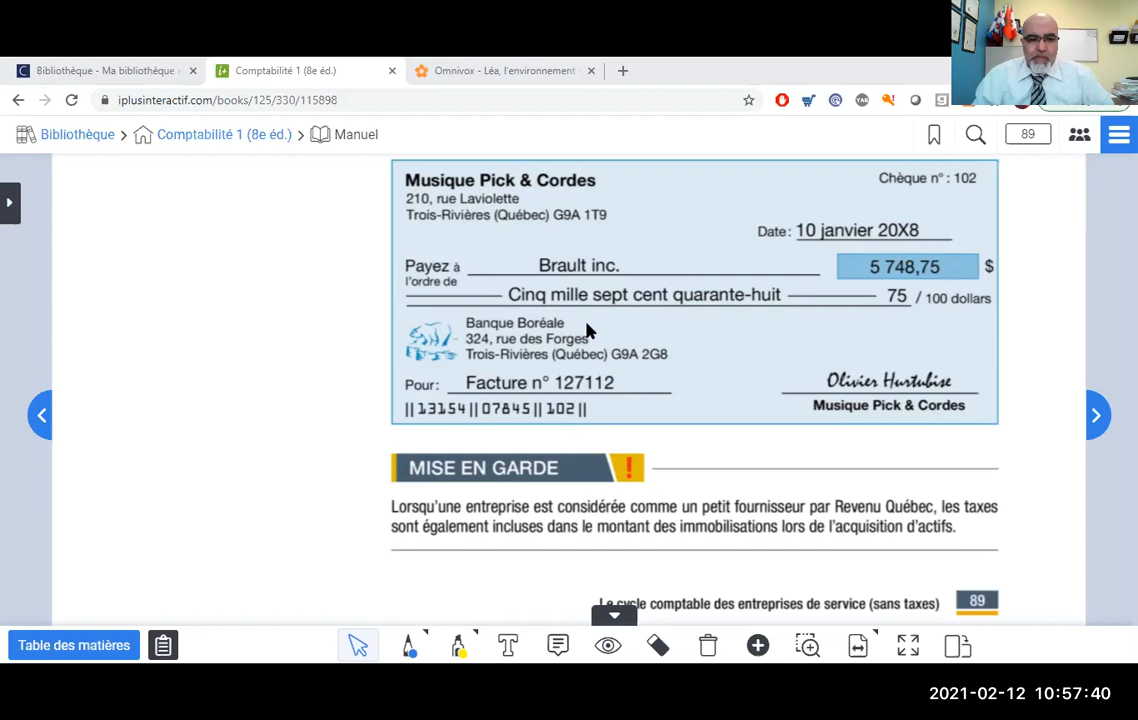 Bibliothèque - Ma bibliothèque
Comptabilité 1 (8e éd.)
Omnivox - Léa, l'environnement
iplusinteractif.com/books/125/330/115898
Bibliothèque
Comptabilité 1 (8e éd.)
Manuel
89
Musique Pick & Cordes
Chèque n° : 102
210, rue Laviolette
Trois-Rivières (Québec) G9A 1T9
Date : 10 janvier 20X8
Payez à
l'ordre de
Brault inc.
5 748,75 $
Cinq mille sept cent quarante-huit 75 / 100 dollars
Banque Boréale
324, rue des Forges
Trois-Rivières (Québec) G9A 2G8
Pour : Facture n° 127112
Olivier Hurtubise
Musique Pick & Cordes
||13154||07845||102||
MISE EN GARDE !
Lorsqu'une entreprise est considérée comme un petit fournisseur par Revenu Québec, les taxes
sont également incluses dans le montant des immobilisations lors de l'acquisition d'actifs.
Le cycle comptable des entreprises de service (sans taxes) 89
Table des matières
2021-02-12 10:57:40